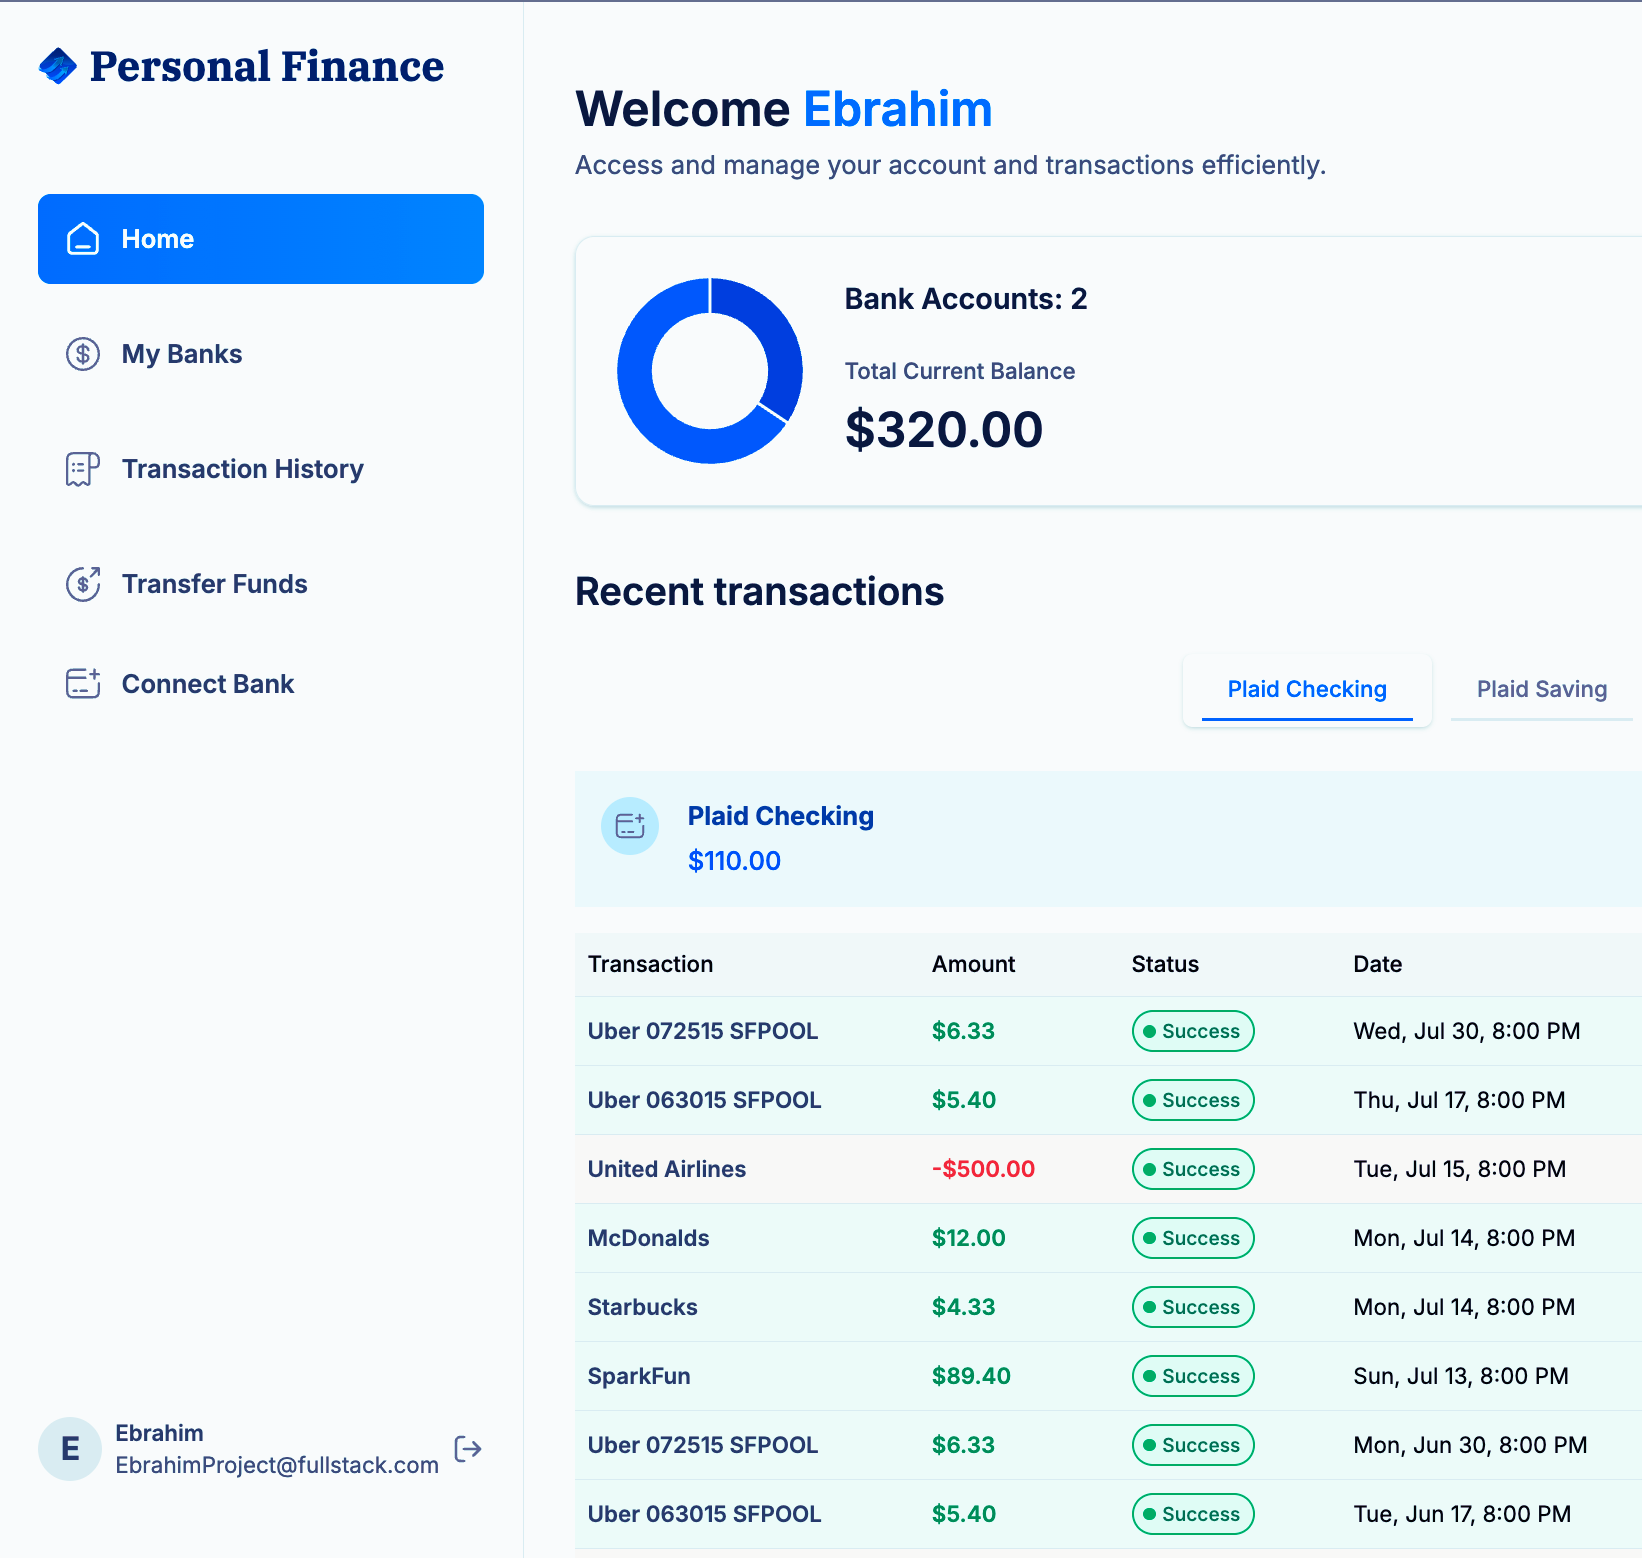 Personal Finance
Home
My Banks
Transaction History
Transfer Funds
Connect Bank
E
Ebrahim
EbrahimProject@fullstack.com
Welcome Ebrahim
Access and manage your account and transactions efficiently.
Bank Accounts: 2
Total Current Balance
$320.00
Recent transactions
Plaid Checking Plaid Saving
Plaid Checking
$110.00
Transaction Amount Status Date
Uber 072515 SFPOOL $6.33 Success Wed, Jul 30, 8:00 PM
Uber 063015 SFPOOL $5.40 Success Thu, Jul 17, 8:00 PM
United Airlines -$500.00 Success Tue, Jul 15, 8:00 PM
McDonalds $12.00 Success Mon, Jul 14, 8:00 PM
Starbucks $4.33 Success Mon, Jul 14, 8:00 PM
SparkFun $89.40 Success Sun, Jul 13, 8:00 PM
Uber 072515 SFPOOL $6.33 Success Mon, Jun 30, 8:00 PM
Uber 063015 SFPOOL $5.40 Success Tue, Jun 17, 8:00 PM